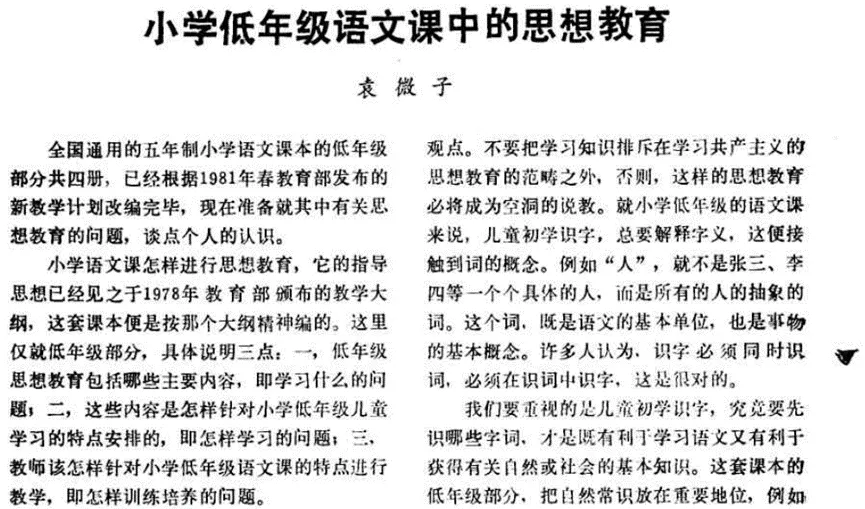 小学低年级语文课中的思想教育
袁微子
全国通用的五年制小学语文课本的低年级
部分共四册，已经根据1981年春教育部发布的
新教学计划改编完毕，现在准备就其中有关思
想教育的问题，谈点个人的认识。
小学语文课怎样进行思想教育，它的指导
思想已经见之于1978年教育部颁布的教学大
纲，这套课本便是按那个大纲精神编的。这里
仅就低年级部分，具体说明三点：一，低年级
思想教育包括哪些主要内容，即学习什么的问
题；二，这些内容是怎样针对小学低年级儿童
学习的特点安排的，即怎样学习的问题；三，
教师该怎样针对小学低年级语文课的特点进行
教学，即怎样训练培养的问题。
观点。不要把学习知识排斥在学习共产主义的
思想教育的范畴之外，否则，这样的思想教育
必将成为空洞的说教。就小学低年级的语文课
来说，儿童初学识字，总要解释字义，这便接
触到词的概念。例如“人”，就不是张三、李
四等一个个具体的人，而是所有的人的抽象的
词。这个词，既是语文的基本单位，也是事物
的基本概念。许多人认为，识字必须同时识
词，必须在识词中识字，这是很对的。
我们要重视的是儿童初学识字，究竟要先
识哪些字词，才是既有利于学习语文又有利于
获得有关自然或社会的基本知识。这套课本的
低年级部分，把自然常识放在重要地位，例如